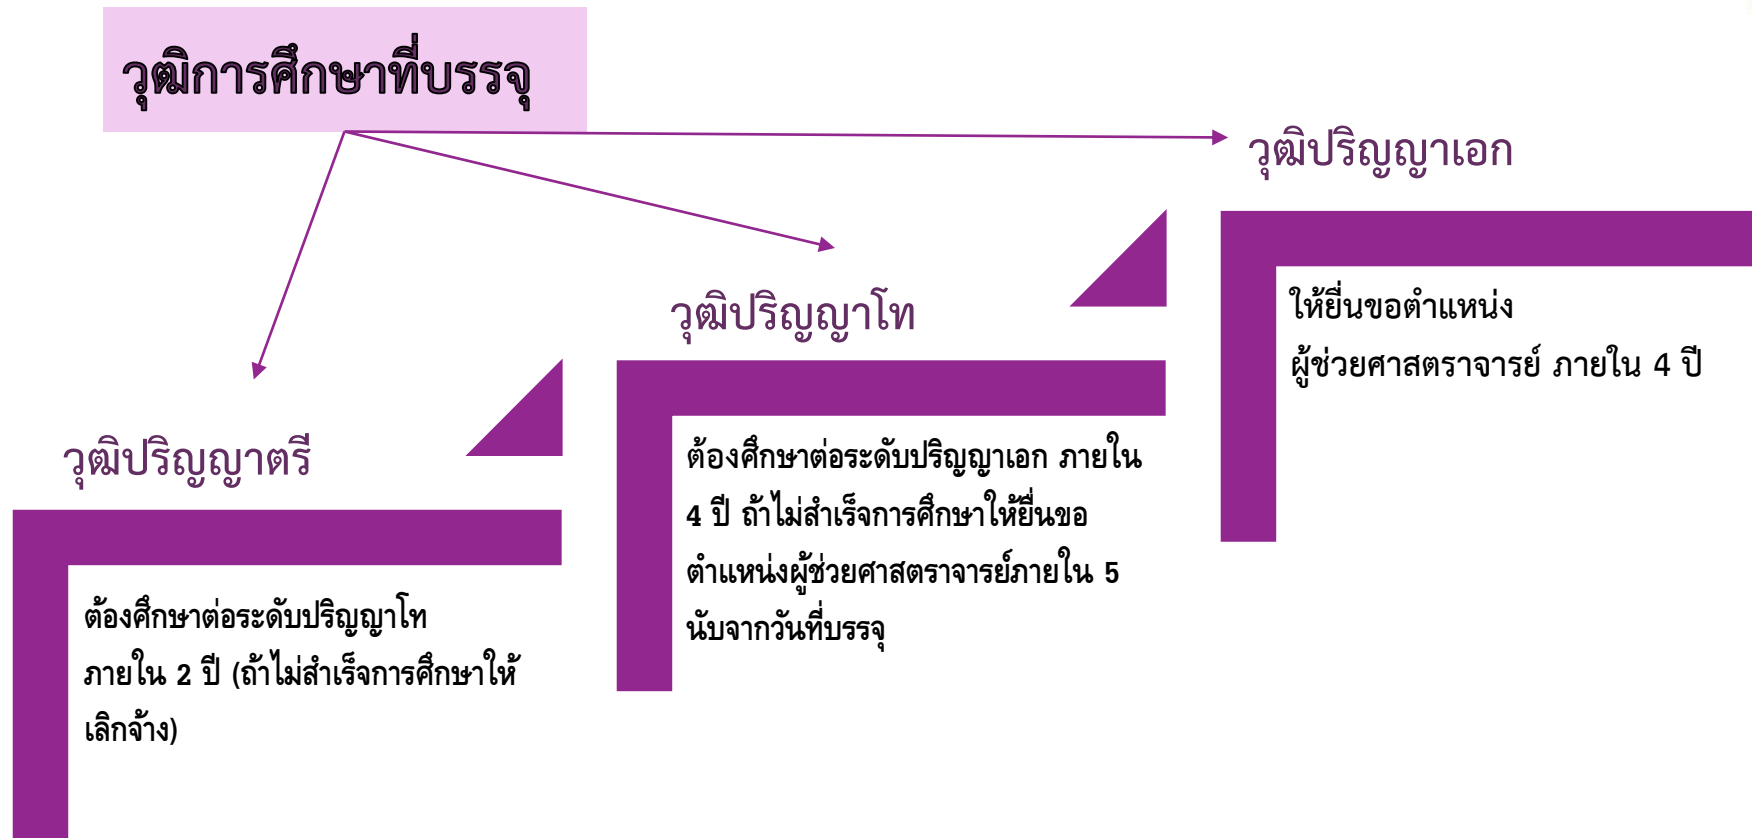 วุฒิการศึกษาที่บรรจุ
วุฒิปริญญาเอก
ให้ยื่นขอตำแหน่ง
ผู้ช่วยศาสตราจารย์ ภายใน 4 ปี
วุฒิปริญญาโท
ต้องศึกษาต่อระดับปริญญาเอก ภายใน
4 ปี ถ้าไม่สำเร็จการศึกษาให้ยื่นขอ
ตำแหน่งผู้ช่วยศาสตราจารย์ภายใน 5
นับจากวันที่บรรจุ
วุฒิปริญญาตรี
ต้องศึกษาต่อระดับปริญญาโท
ภายใน 2 ปี (ถ้าไม่สำเร็จการศึกษาให้
เลิกจ้าง)